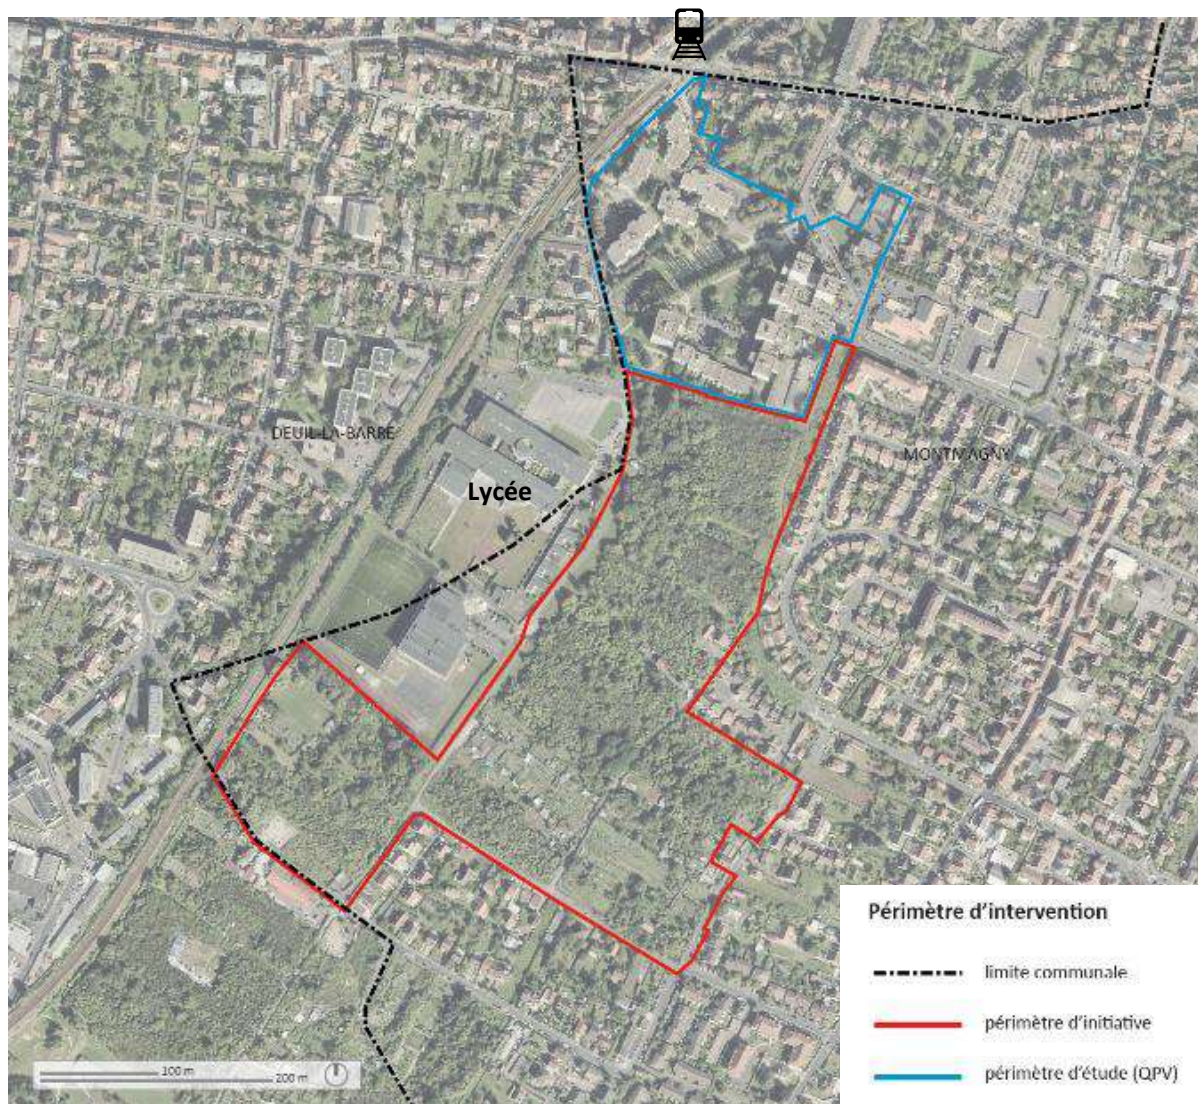 DEUIL-LA-BARRE
MONTMAGNY
Lycée
Périmètre d'intervention
limite communale
périmètre d'initiative
périmètre d'étude (QPV)
100 m
200 m